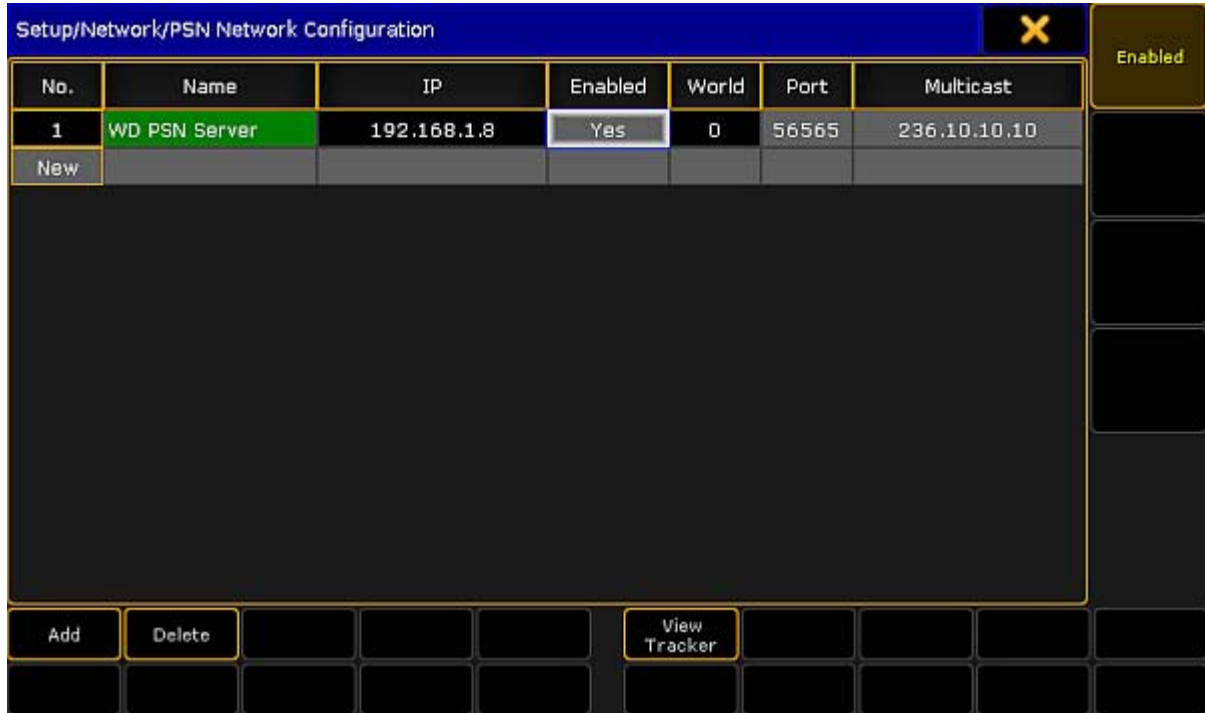 Setup/Network/PSN Network Configuration
Enabled
No. Name IP Enabled World Port Multicast
1 WD PSN Server 192.168.1.8 Yes 0 56565 236.10.10.10
New
Add Delete View
Tracker